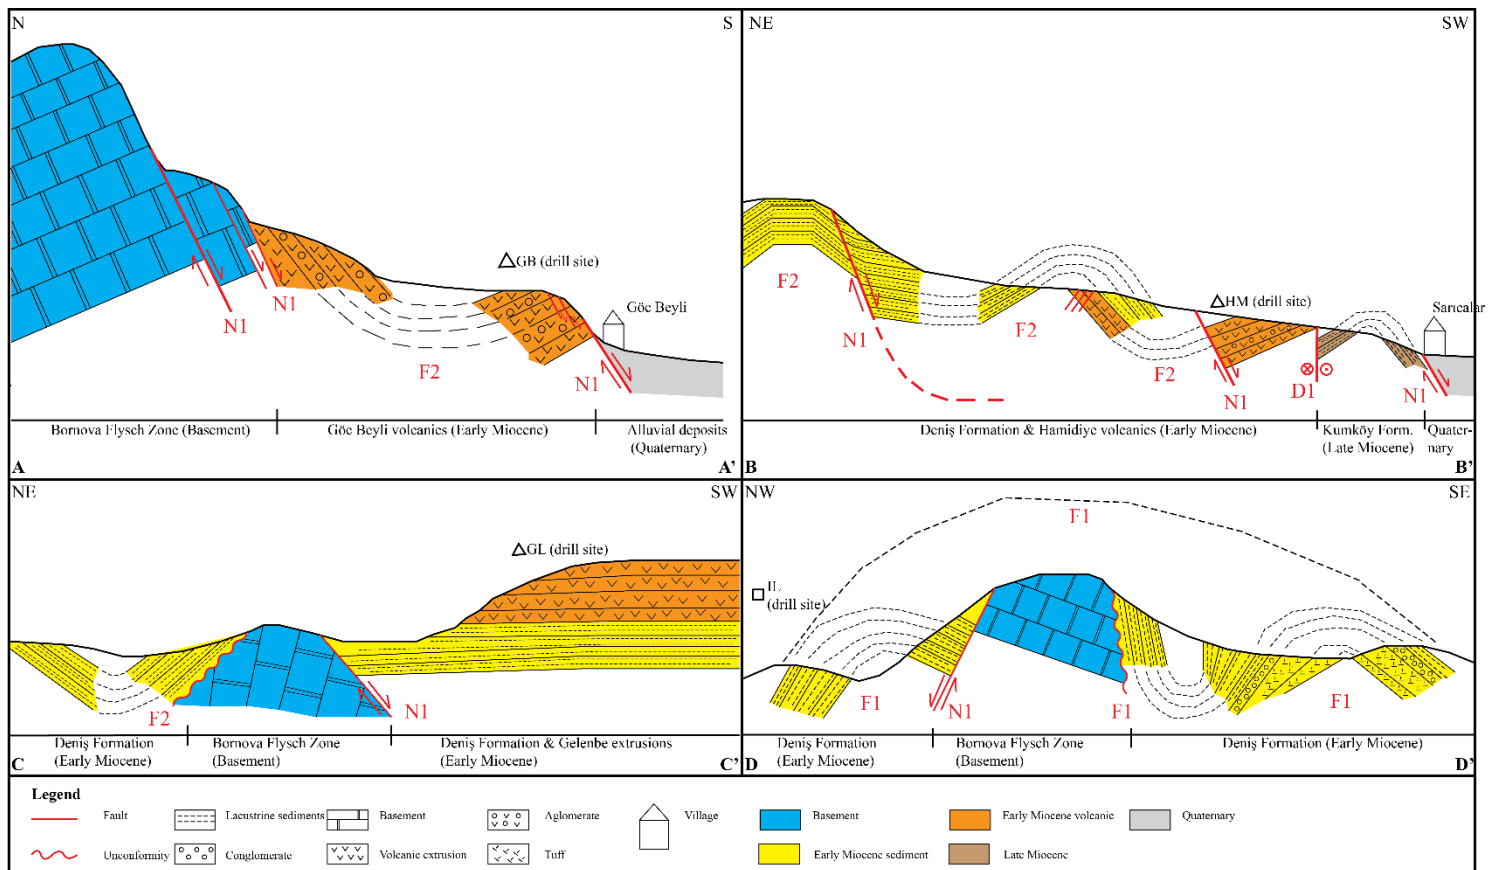 N
S
GB (drill site)
Göc Beyli
N1
N1
F2
N1
Bornova Flysch Zone (Basement)
Göc Beyli volcanics (Early Miocene)
Alluvial deposits
(Quaternary)
A
A'
NE
SW
HM (drill site)
Sarıcalar
F2
N1
F2
F2
N1
D1
N1
Deniş Formation & Hamidiye volcanics (Early Miocene)
Kumköy Form.
(Late Miocene)
Quater-
nary
B
B'
NE
SW
GL (drill site)
F2
N1
Deniş Formation
(Early Miocene)
Bornova Flysch Zone
(Basement)
Deniş Formation & Gelenbe extrusions
(Early Miocene)
C
C'
NW
SE
F1
IL
(drill site)
F1
N1
F1
F1
Deniş Formation
(Early Miocene)
Bornova Flysch Zone
(Basement)
Deniş Formation (Early Miocene)
D
D'
Legend
Fault
Lacustrine sediments
Basement
Aglomerate
Village
Basement
Early Miocene volcanic
Quaternary
Unconformity
Conglomerate
Volcanic extrusion
Tuff
Early Miocene sediment
Late Miocene